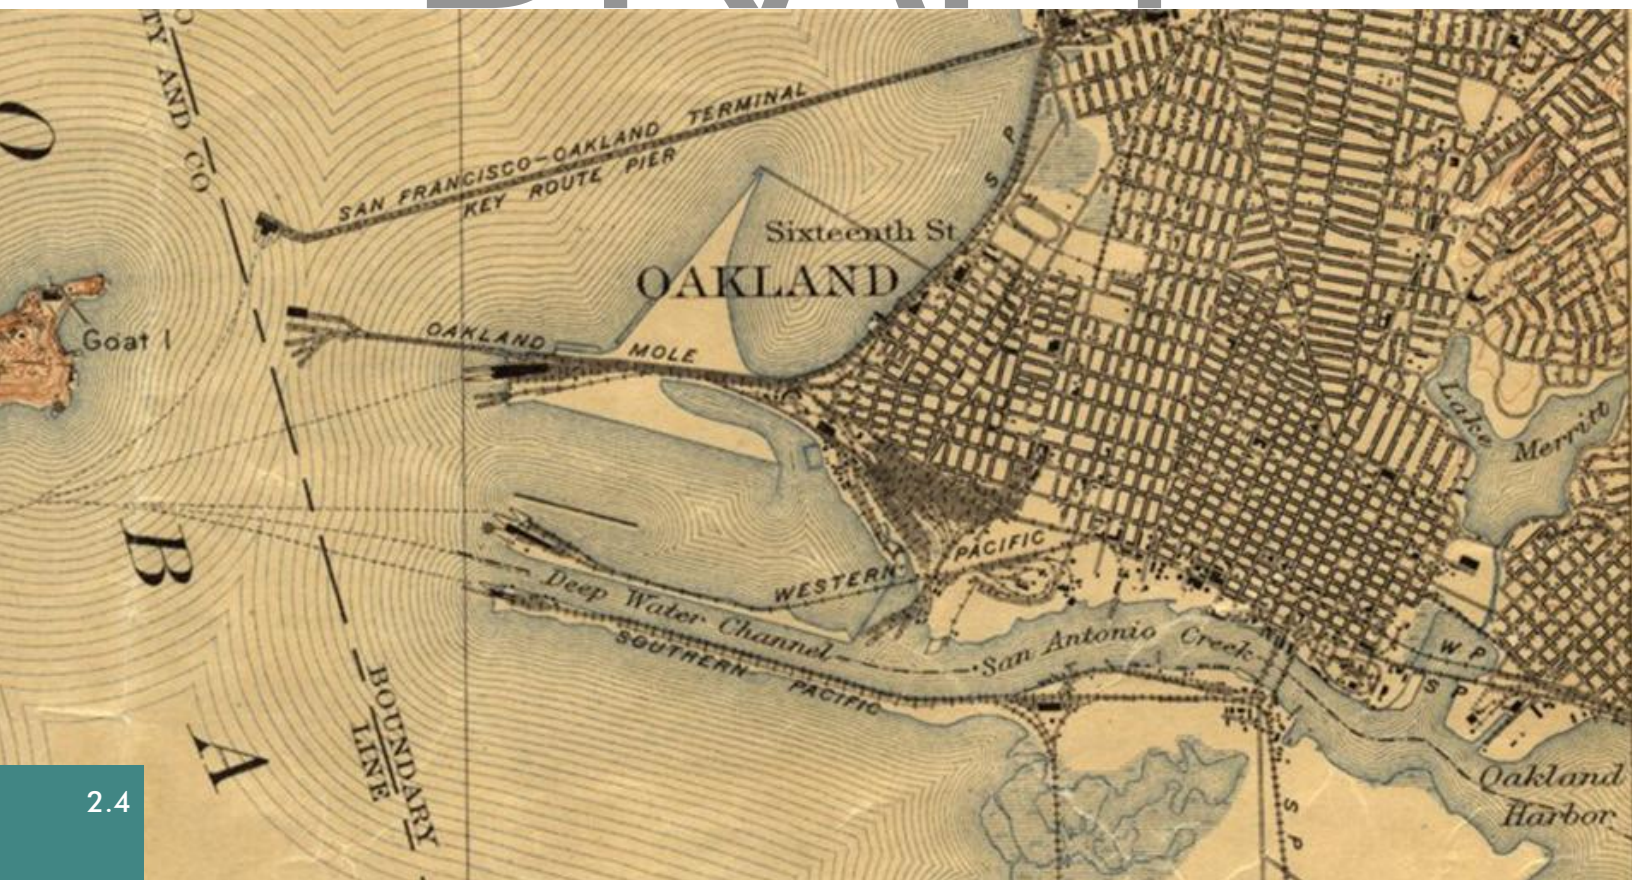 O
TY AND CO
SAN FRANCISCO-OAKLAND TERMINAL
KEY ROUTE PIER
S P
Sixteenth St
OAKLAND
Goat I
OAKLAND MOLE
Lake Merritt
B
WESTERN PACIFIC
Deep Water Channel
San Antonio Creek
SOUTHERN PACIFIC
W P
S P
A
BOUNDARY
LINE
Oakland
Harbor
S P
2.4